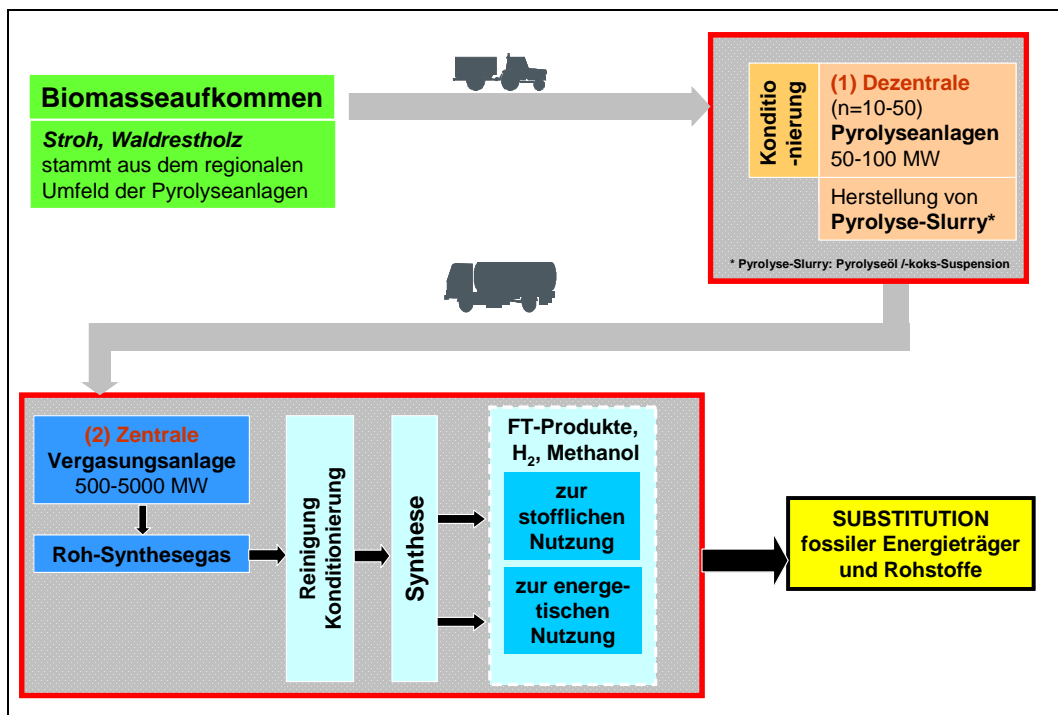 Biomasseaufkommen
Stroh, Waldrestholz
stammt aus dem regionalen
Umfeld der Pyrolyseanlagen
Konditio
-nierung
(1) Dezentrale
(n=10-50)
Pyrolyseanlagen
50-100 MW
Herstellung von
Pyrolyse-Slurry*
* Pyrolyse-Slurry: Pyrolyseöl /-koks-Suspension
(2) Zentrale
Vergasungsanlage
500-5000 MW
Roh-Synthesegas
Reinigung
Konditionierung
Synthese
FT-Produkte,
H₂, Methanol
zur
stofflichen
Nutzung
zur energe-
tischen
Nutzung
SUBSTITUTION
fossiler Energieträger
und Rohstoffe